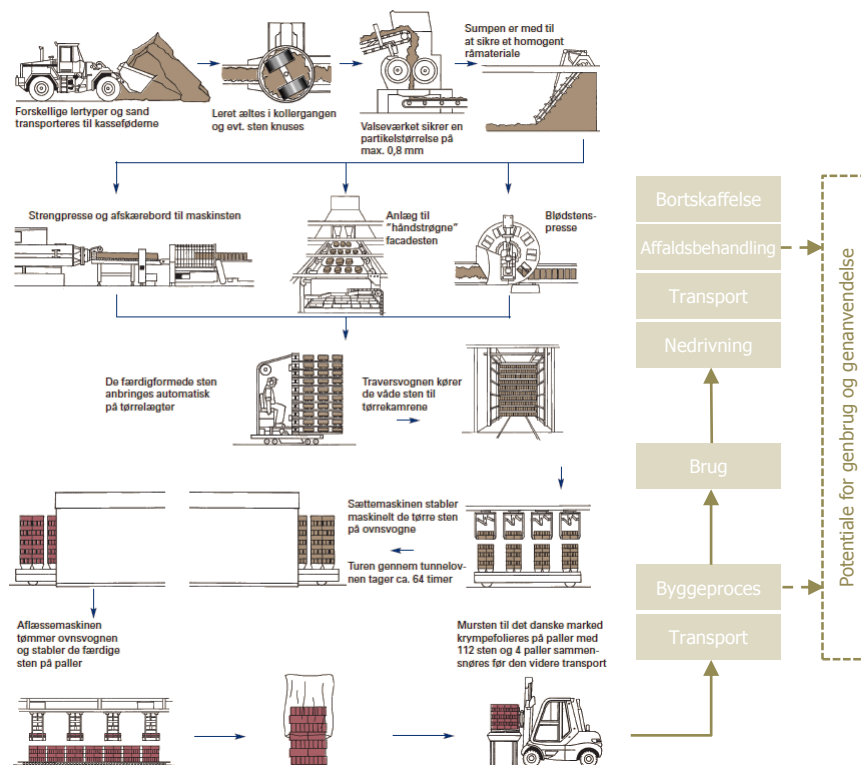 Sumpen er med til
at sikre et homogent
råmateriale
Forskellige lertyper og sand
transporteres til kasseføderne
Leret æltes i kollergangen
og evt. sten knuses
Valseværket sikrer en
partikelstørrelse på
max. 0,8 mm
Strengpresse og afskærebord til maskinsten
Anlæg til
"håndstrøgne"
facadesten
Blødstens-
presse
De færdigformede sten
anbringes automatisk
på tørrelægter
Traversvognen kører
de våde sten til
tørrekamrene
Sættemaskinen stabler
maskinelt de tørre sten
på ovnsvogne
Turen gennem tunnelov-
nen tager ca. 64 timer
Aflæssemaskinen
tømmer ovnsvognen
og stabler de færdige
sten på paller
Mursten til det danske marked
krympefolieres på paller med
112 sten og 4 paller sammen-
snøres før den videre transport
Bortskaffelse
Affaldsbehandling
Transport
Nedrivning
Brug
Byggeproces
Transport
Potentiale for genbrug og genanvendelse